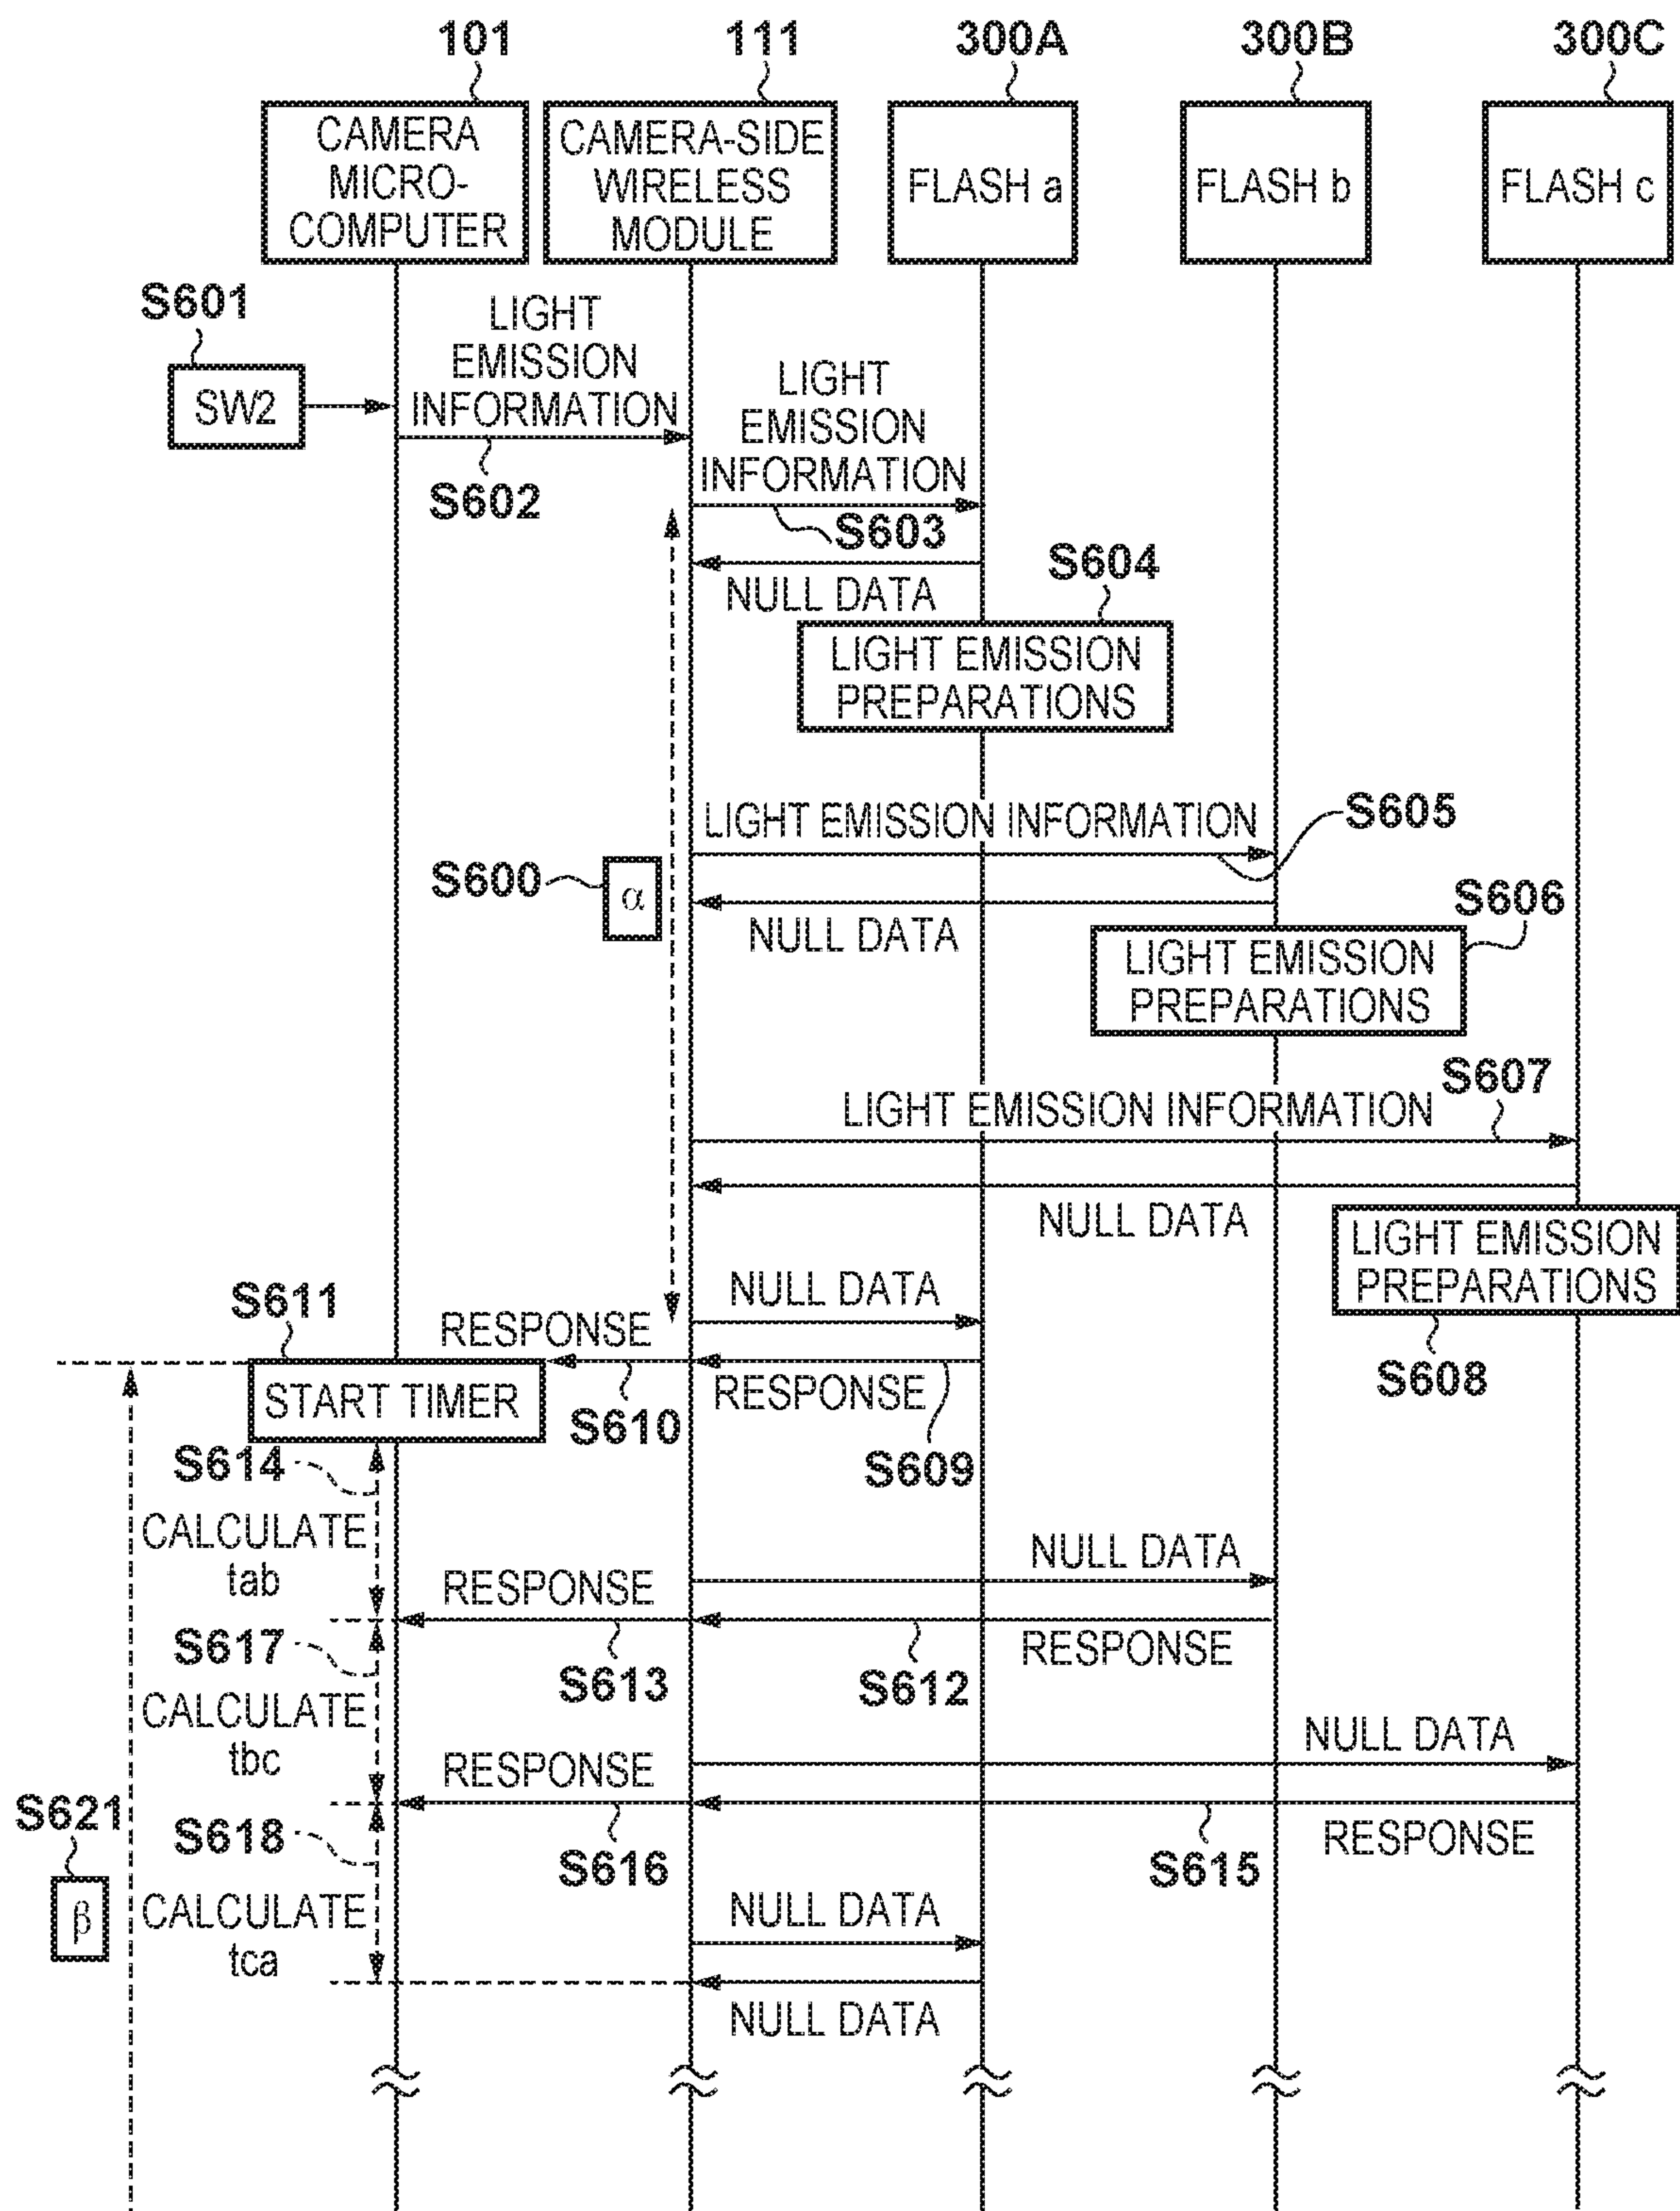 101
111
300A
300B
300C
CAMERA
MICRO-
COMPUTER
CAMERA-SIDE
WIRELESS
MODULE
FLASH a
FLASH b
FLASH c
S601
SW2
LIGHT
EMISSION
INFORMATION
S602
LIGHT
EMISSION
INFORMATION
S603
NULL DATA
S604
LIGHT EMISSION
PREPARATIONS
LIGHT EMISSION INFORMATION
S605
S600
α
NULL DATA
S606
LIGHT EMISSION
PREPARATIONS
S607
LIGHT EMISSION INFORMATION
NULL DATA
LIGHT EMISSION
PREPARATIONS
S608
S611
START TIMER
NULL DATA
RESPONSE
S610
RESPONSE
S609
S614
CALCULATE
tab
NULL DATA
RESPONSE
S613
S612
RESPONSE
S617
CALCULATE
tbc
NULL DATA
RESPONSE
S616
S615
RESPONSE
S621
β
S618
CALCULATE
tca
NULL DATA
NULL DATA